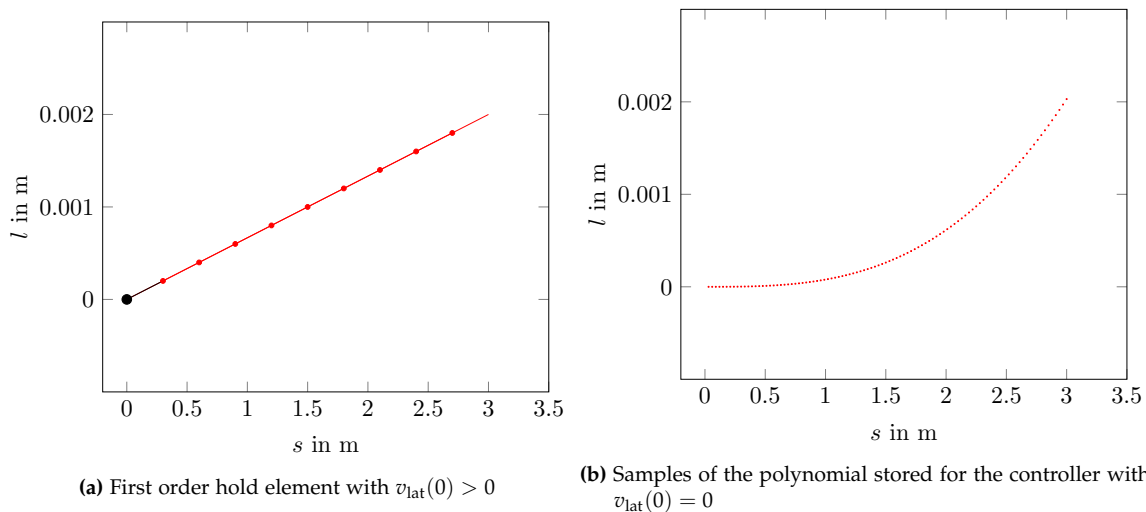 0.002
0.001
0
l in m
0 0.5 1 1.5 2 2.5 3 3.5
s in m
(a) First order hold element with v_lat(0) > 0
0.002
0.001
0
l in m
0 0.5 1 1.5 2 2.5 3 3.5
s in m
(b) Samples of the polynomial stored for the controller with
v_lat(0) = 0